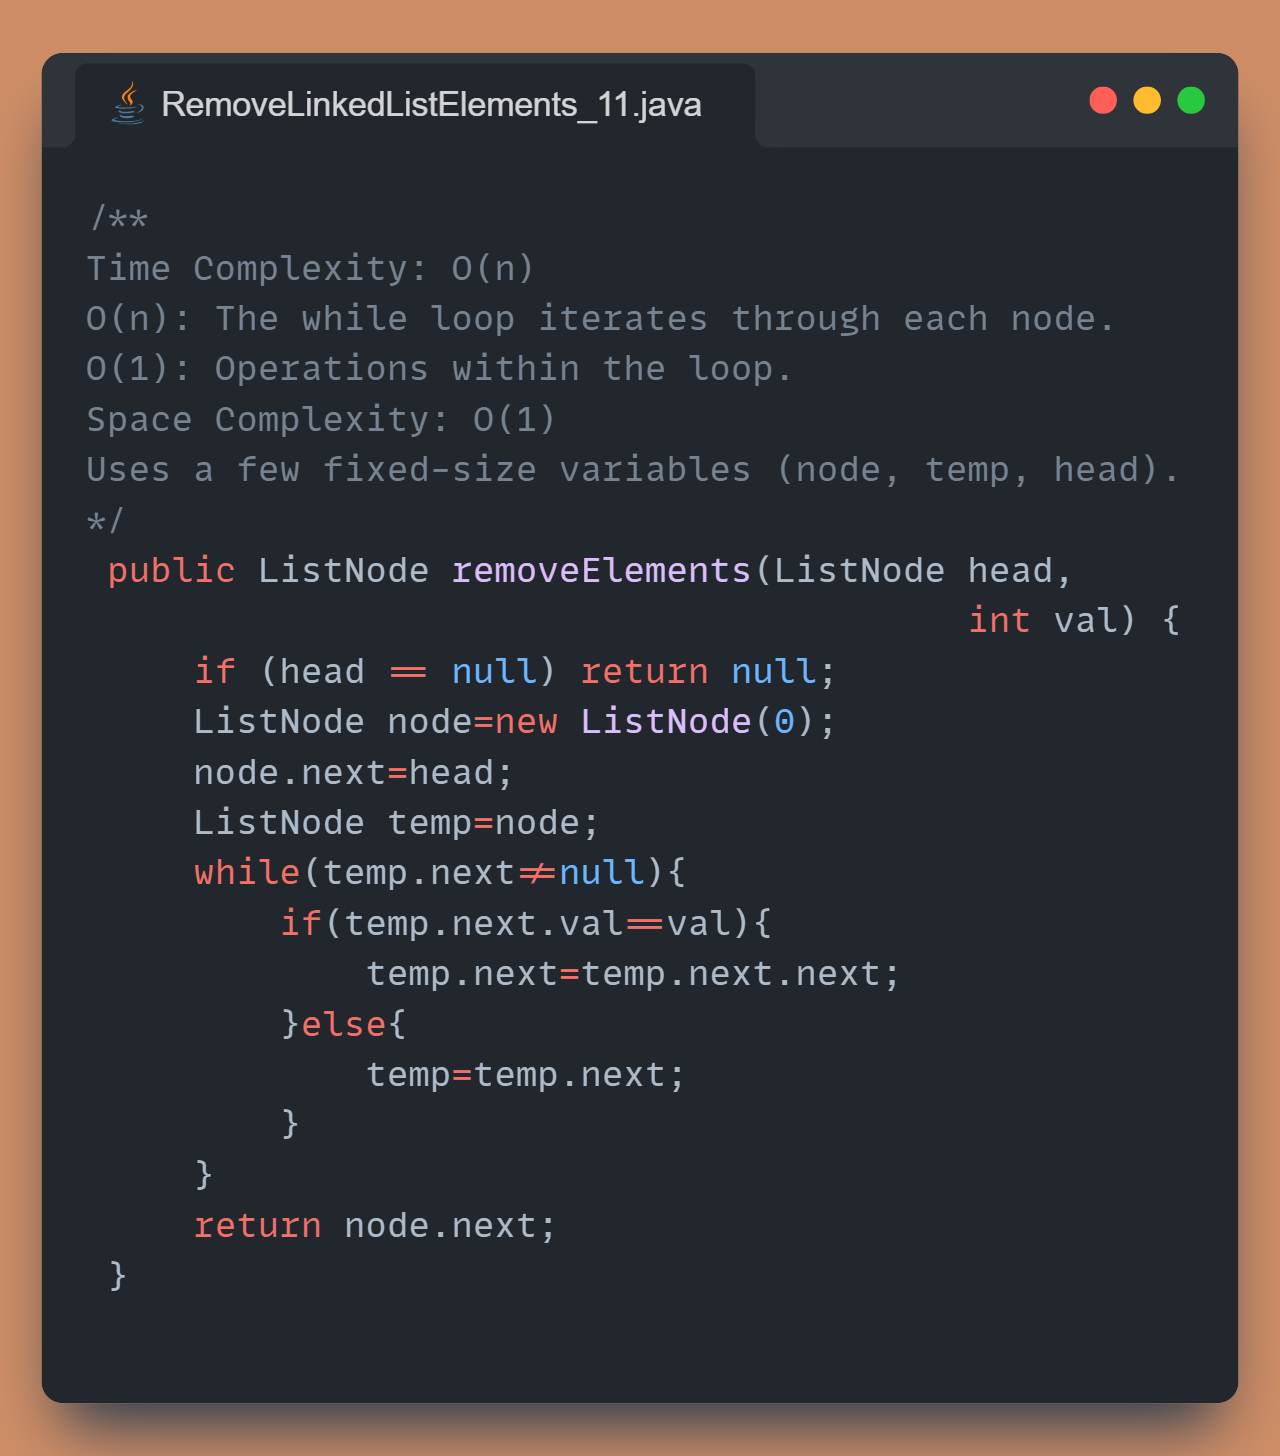 RemoveLinkedListElements_11.java
/**
Time Complexity: O(n)
O(n): The while loop iterates through each node.
O(1): Operations within the loop.
Space Complexity: O(1)
Uses a few fixed-size variables (node, temp, head).
*/
public ListNode removeElements(ListNode head,
int val) {
if (head == null) return null;
ListNode node=new ListNode(0);
node.next=head;
ListNode temp=node;
while(temp.next!=null){
if(temp.next.val==val){
temp.next=temp.next.next;
}else{
temp=temp.next;
}
}
return node.next;
}